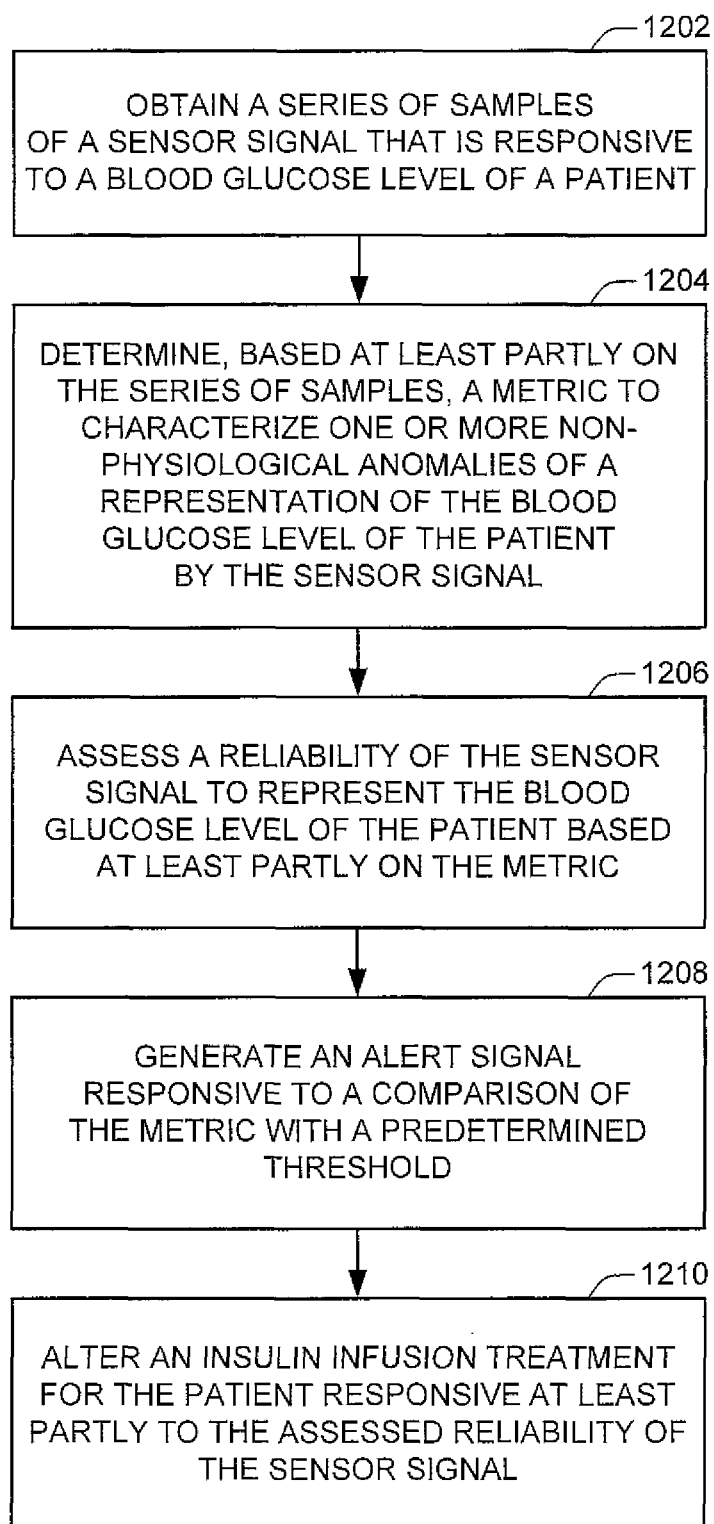 1202
OBTAIN A SERIES OF SAMPLES
OF A SENSOR SIGNAL THAT IS RESPONSIVE
TO A BLOOD GLUCOSE LEVEL OF A PATIENT
1204
DETERMINE, BASED AT LEAST PARTLY ON
THE SERIES OF SAMPLES, A METRIC TO
CHARACTERIZE ONE OR MORE NON-
PHYSIOLOGICAL ANOMALIES OF A
REPRESENTATION OF THE BLOOD
GLUCOSE LEVEL OF THE PATIENT
BY THE SENSOR SIGNAL
1206
ASSESS A RELIABILITY OF THE SENSOR
SIGNAL TO REPRESENT THE BLOOD
GLUCOSE LEVEL OF THE PATIENT BASED
AT LEAST PARTLY ON THE METRIC
1208
GENERATE AN ALERT SIGNAL
RESPONSIVE TO A COMPARISON OF
THE METRIC WITH A PREDETERMINED
THRESHOLD
1210
ALTER AN INSULIN INFUSION TREATMENT
FOR THE PATIENT RESPONSIVE AT LEAST
PARTLY TO THE ASSESSED RELIABILITY OF
THE SENSOR SIGNAL